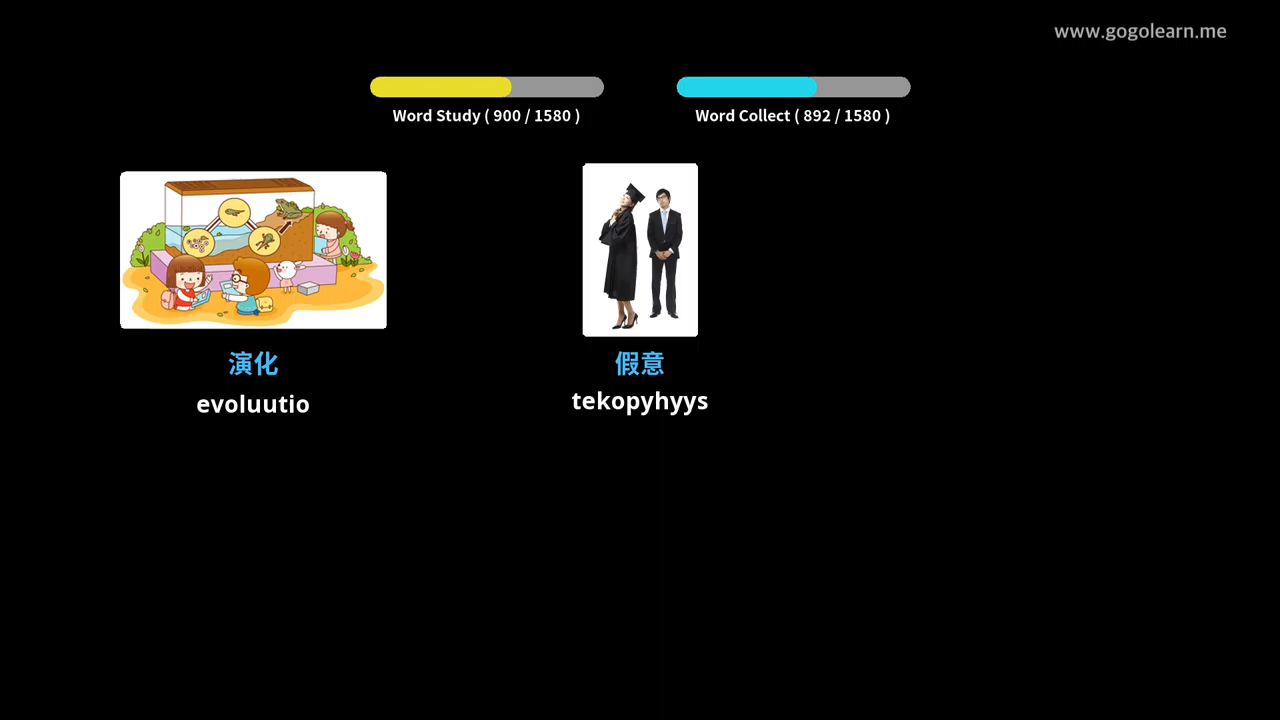 www.gogolearn.me
Word Study ( 900 / 1580 )
Word Collect ( 892 / 1580 )
演化
evoluutio
假意
tekopyhyys